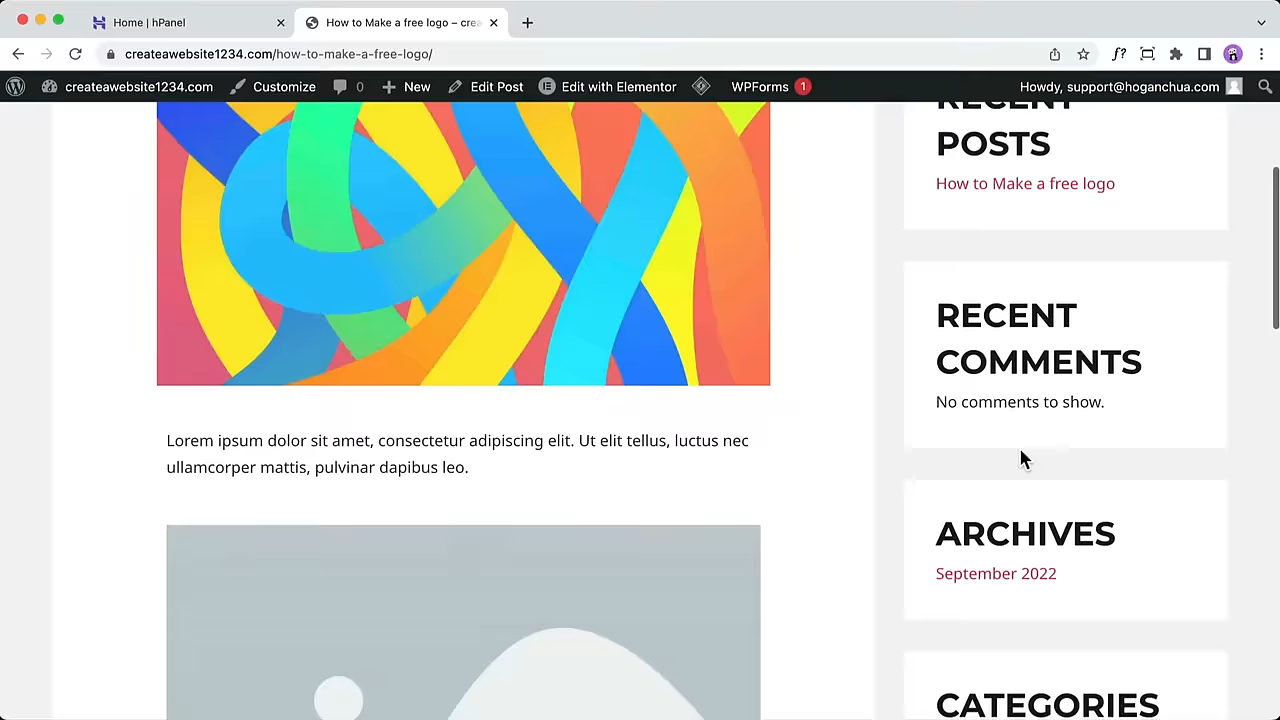 Home | hPanel
How to Make a free logo – crea
createawebsite1234.com/how-to-make-a-free-logo/
f?
createawebsite1234.com
Customize
0
New
Edit Post
Edit with Elementor
WPForms
1
Howdy, support@hoganchua.com
RECENT
POSTS
How to Make a free logo
RECENT
COMMENTS
No comments to show.
Lorem ipsum dolor sit amet, consectetur adipiscing elit. Ut elit tellus, luctus nec
ullamcorper mattis, pulvinar dapibus leo.
ARCHIVES
September 2022
CATEGORIES